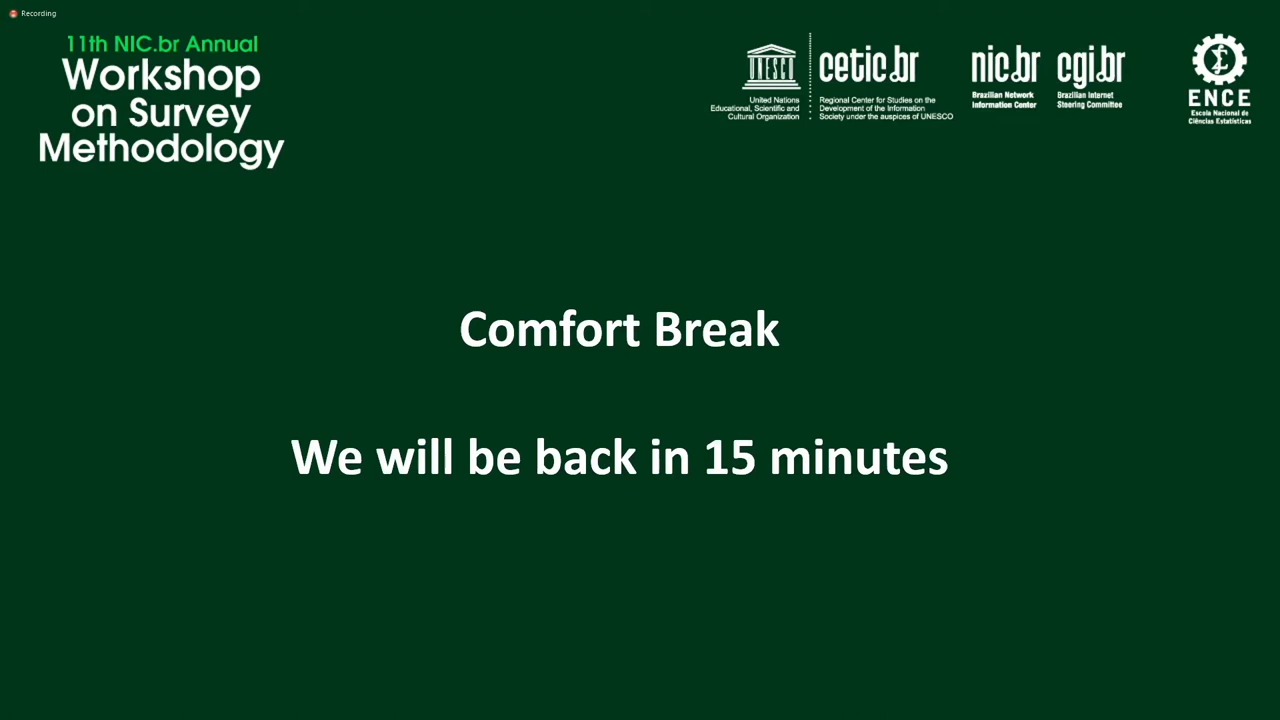 Recording
11th NIC.br Annual
Workshop
on Survey
Methodology
UNESCO
United Nations
Educational, Scientific and
Cultural Organization
cetic.br
Regional Center for Studies on the
Development of the Information
Society under the auspices of UNESCO
nic.br
Brazilian Network
Information Center
cgi.br
Brazilian Internet
Steering Committee
ENCE
Escola Nacional de
Ciências Estatísticas
Comfort Break
We will be back in 15 minutes